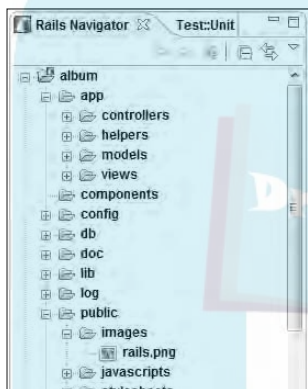 Rails Navigator Test::Unit
album
app
controllers
helpers
models
views
components
config
db
doc
lib
log
public
images
rails.png
javascripts